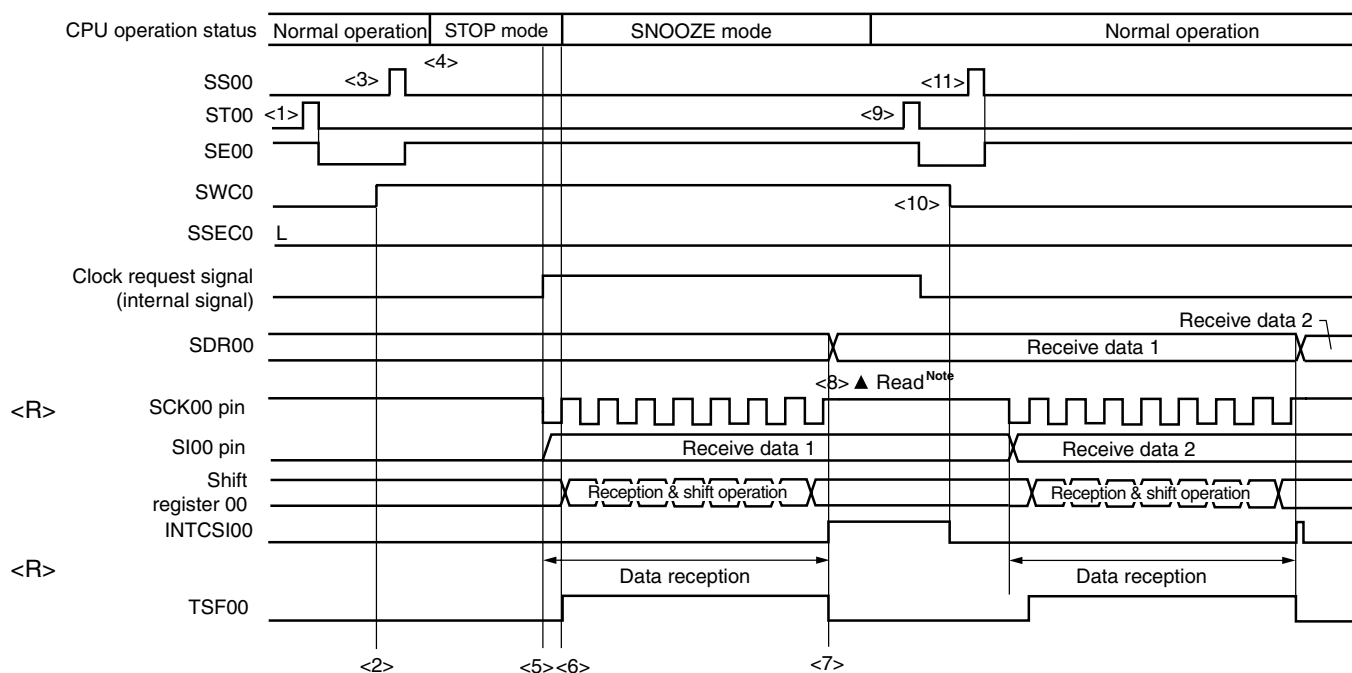 CPU operation status Normal operation STOP mode SNOOZE mode Normal operation
<4>
SS00 <3> <11>
ST00 <1> <9>
SE00
SWC0 <10>
SSEC0 L
Clock request signal
(internal signal)
Receive data 2
SDR00 Receive data 1
<8> ▲ Read Note
<R> SCK00 pin
SI00 pin Receive data 1 Receive data 2
Shift
register 00 Reception & shift operation Reception & shift operation
INTCSI00
<R> Data reception Data reception
TSF00
<2> <5> <6> <7>